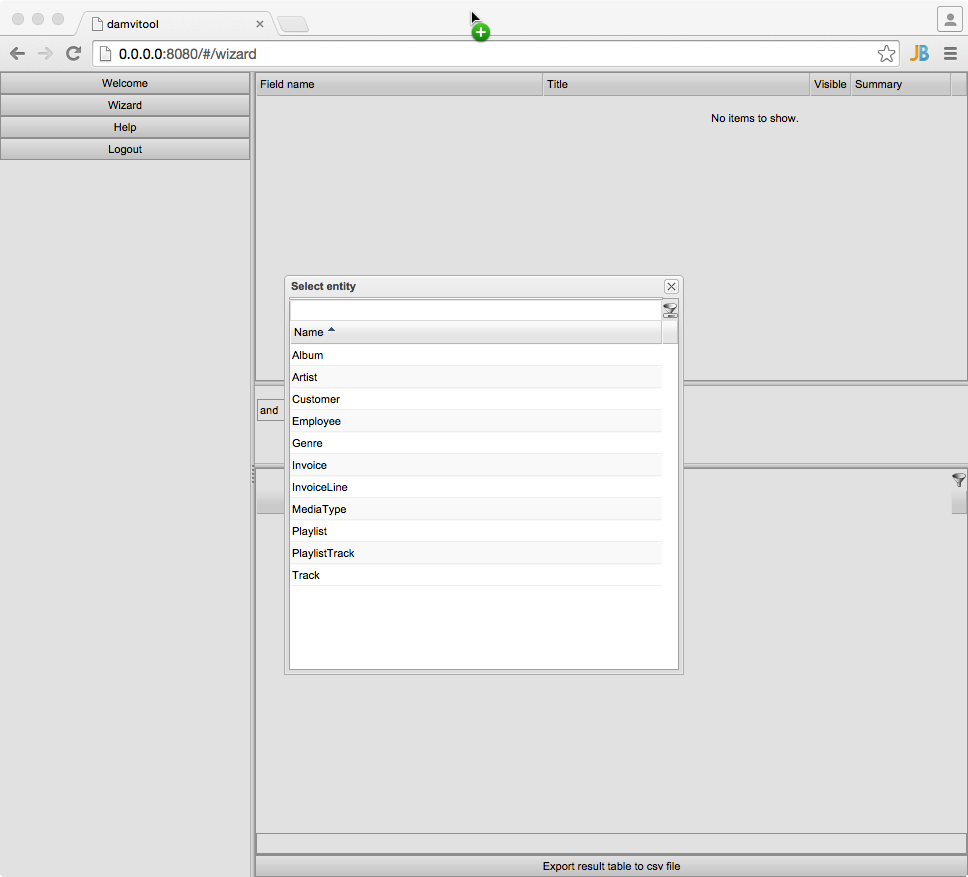 damvitool
0.0.0.0:8080/#/wizard
JB
Welcome
Wizard
Help
Logout
Field name Title Visible Summary
No items to show.
Select entity
Name
Album
Artist
Customer
and
Employee
Genre
Invoice
InvoiceLine
MediaType
Playlist
PlaylistTrack
Track
Export result table to csv file